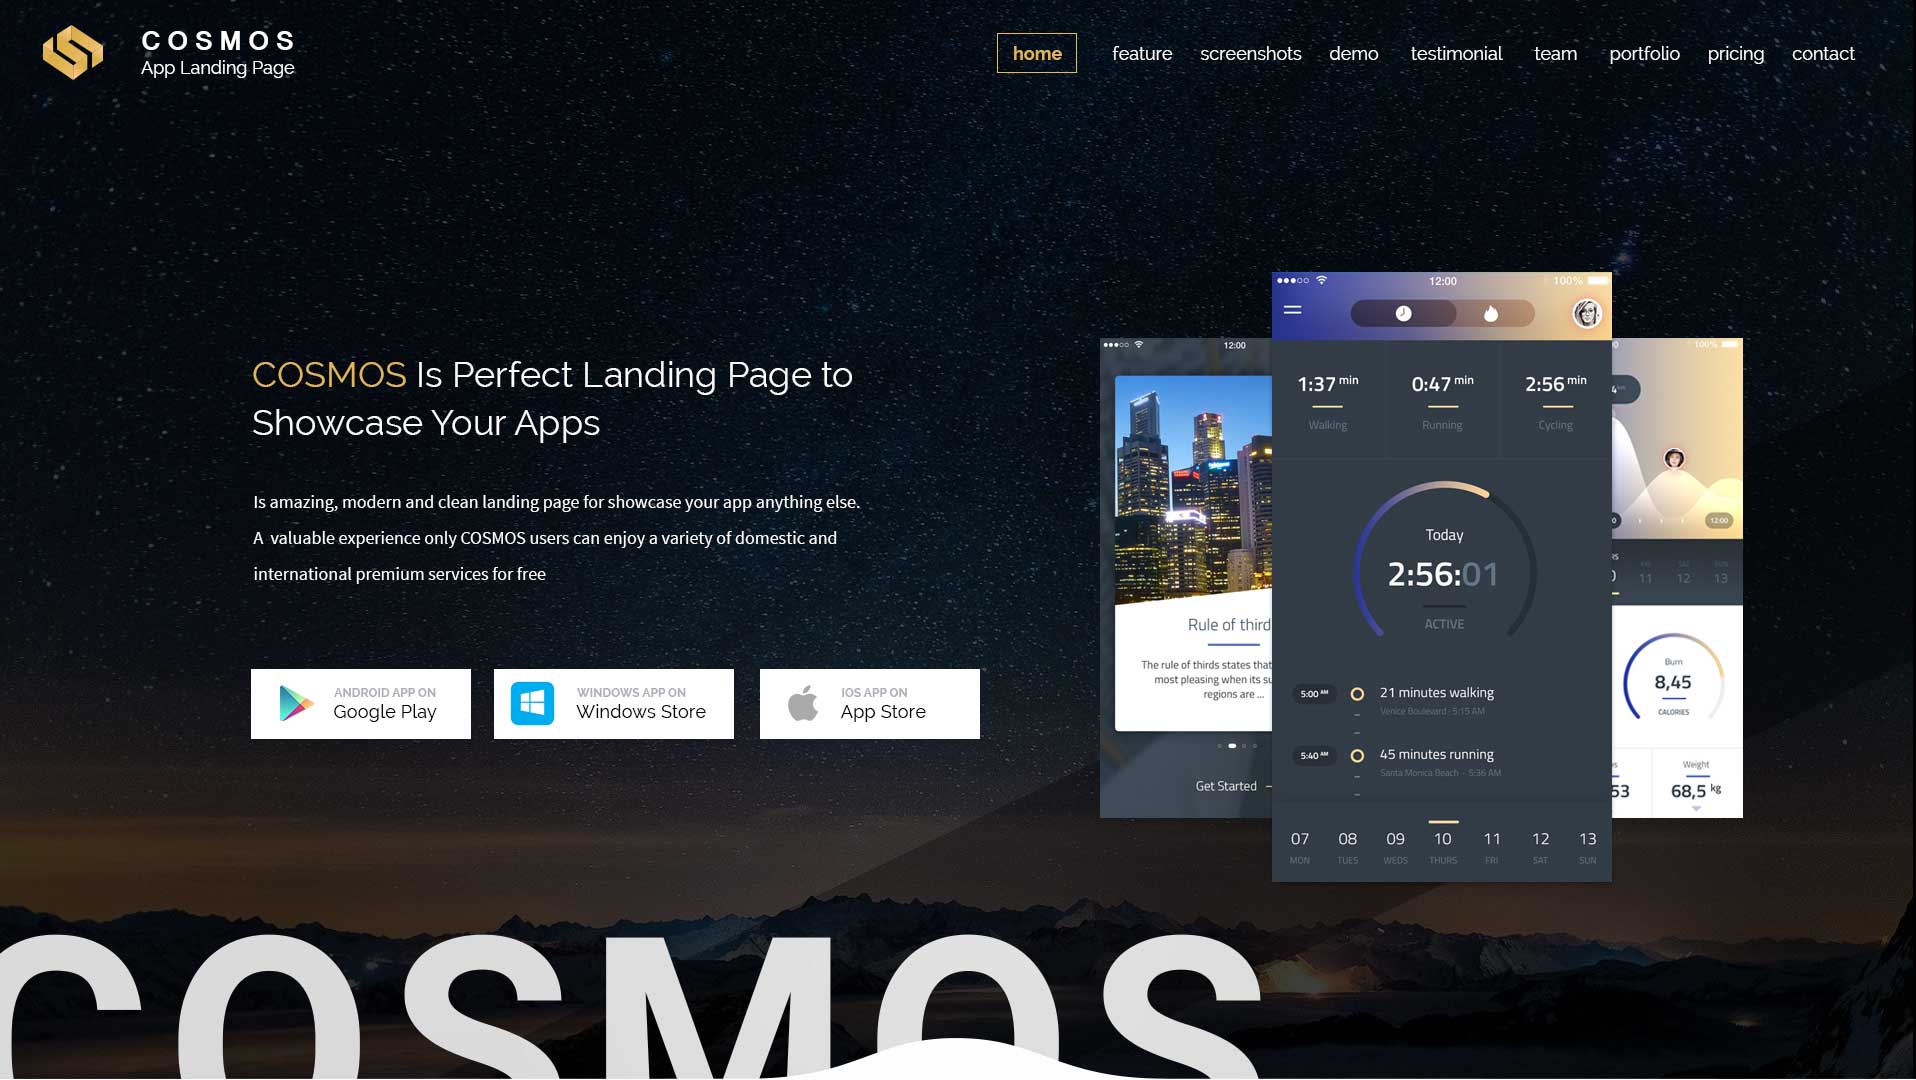 COSMOS
App Landing Page
home
feature
screenshots
demo
testimonial
team
portfolio
pricing
contact
COSMOS Is Perfect Landing Page to
Showcase Your Apps
Is amazing, modern and clean landing page for showcase your app anything else.
A valuable experience only COSMOS users can enjoy a variety of domestic and
international premium services for free
ANDROID APP ON
Google Play
WINDOWS APP ON
Windows Store
IOS APP ON
App Store
12:00
Rule of third
The rule of thirds states that
most pleasing when its su
regions are ...
Get Started
12:00
100%
1:37 min
0:47 min
2:56 min
Walking
Running
Cycling
Today
2:56:01
ACTIVE
5:00 AM
21 minutes walking
Venice Boulevard - 5:15 AM
5:40 AM
45 minutes running
Santa Monica Beach - 5:36 AM
07
08
09
10
11
12
13
MON
TUES
WEDS
THURS
FRI
SAT
SUN
100%
12:00
FRI
SAT
SUN
11
12
13
Burn
8,45
CALORIES
Weight
53
68,5 kg
COSMOS